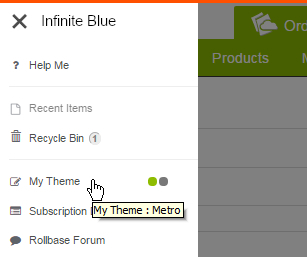 Infinite Blue
Help Me
Recent Items
Recycle Bin 1
My Theme
My Theme : Metro
Subscription
Rollbase Forum
Products